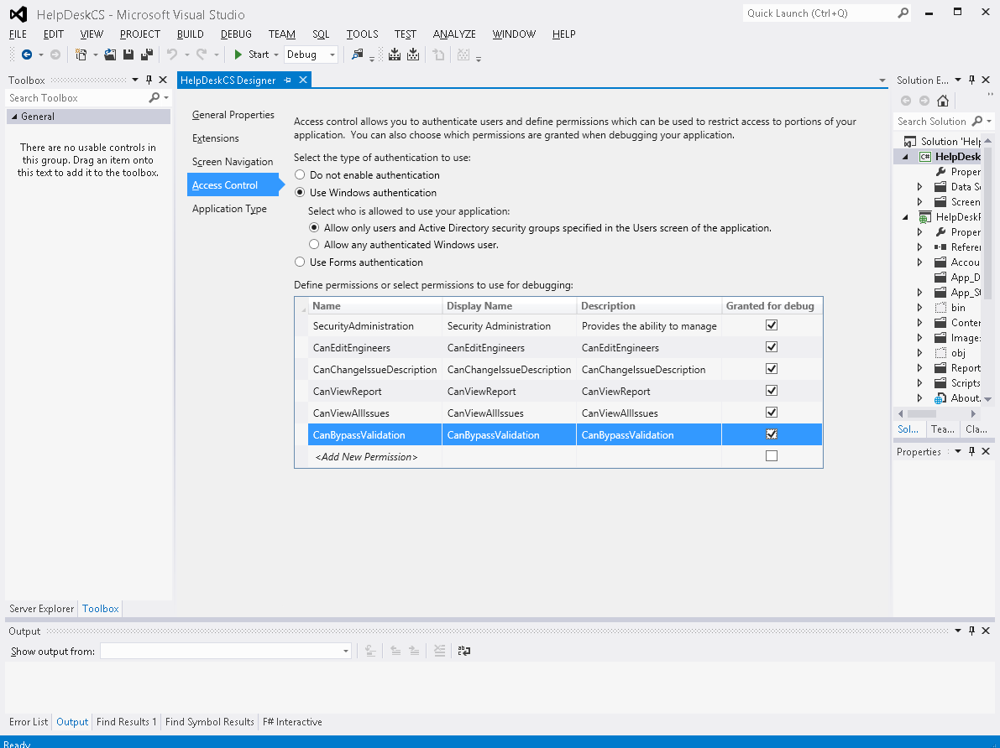 HelpDeskCS - Microsoft Visual Studio
Quick Launch (Ctrl+Q)
FILE EDIT VIEW PROJECT BUILD DEBUG TEAM SQL TOOLS TEST ANALYZE WINDOW HELP
Start Debug
Toolbox
Search Toolbox
General
There are no usable controls in
this group. Drag an item onto
this text to add it to the toolbox.
Server Explorer Toolbox
HelpDeskCS Designer
General Properties
Extensions
Screen Navigation
Access Control
Application Type
Access control allows you to authenticate users and define permissions which can be used to restrict access to portions of your
application. You can also choose which permissions are granted when debugging your application.
Select the type of authentication to use:
Do not enable authentication
Use Windows authentication
Select who is allowed to use your application:
Allow only users and Active Directory security groups specified in the Users screen of the application.
Allow any authenticated Windows user.
Use Forms authentication
Define permissions or select permissions to use for debugging:
Name Display Name Description Granted for debug
SecurityAdministration Security Administration Provides the ability to manage
CanEditEngineers CanEditEngineers CanEditEngineers
CanChangeIssueDescription CanChangeIssueDescription CanChangeIssueDescription
CanViewReport CanViewReport CanViewReport
CanViewAllIssues CanViewAllIssues CanViewAllIssues
CanBypassValidation CanBypassValidation CanBypassValidation
<Add New Permission>
Solution E...
Search Solution
Solution 'Help
C# HelpDesk
Proper
Data S
Screen
HelpDesk
Proper
Refere
Accou
App_D
App_S
bin
Conter
Image
obj
Report
Scripts
About.
Sol... Tea... Cla...
Properties
Output
Show output from:
Error List Output Find Results 1 Find Symbol Results F# Interactive
Ready